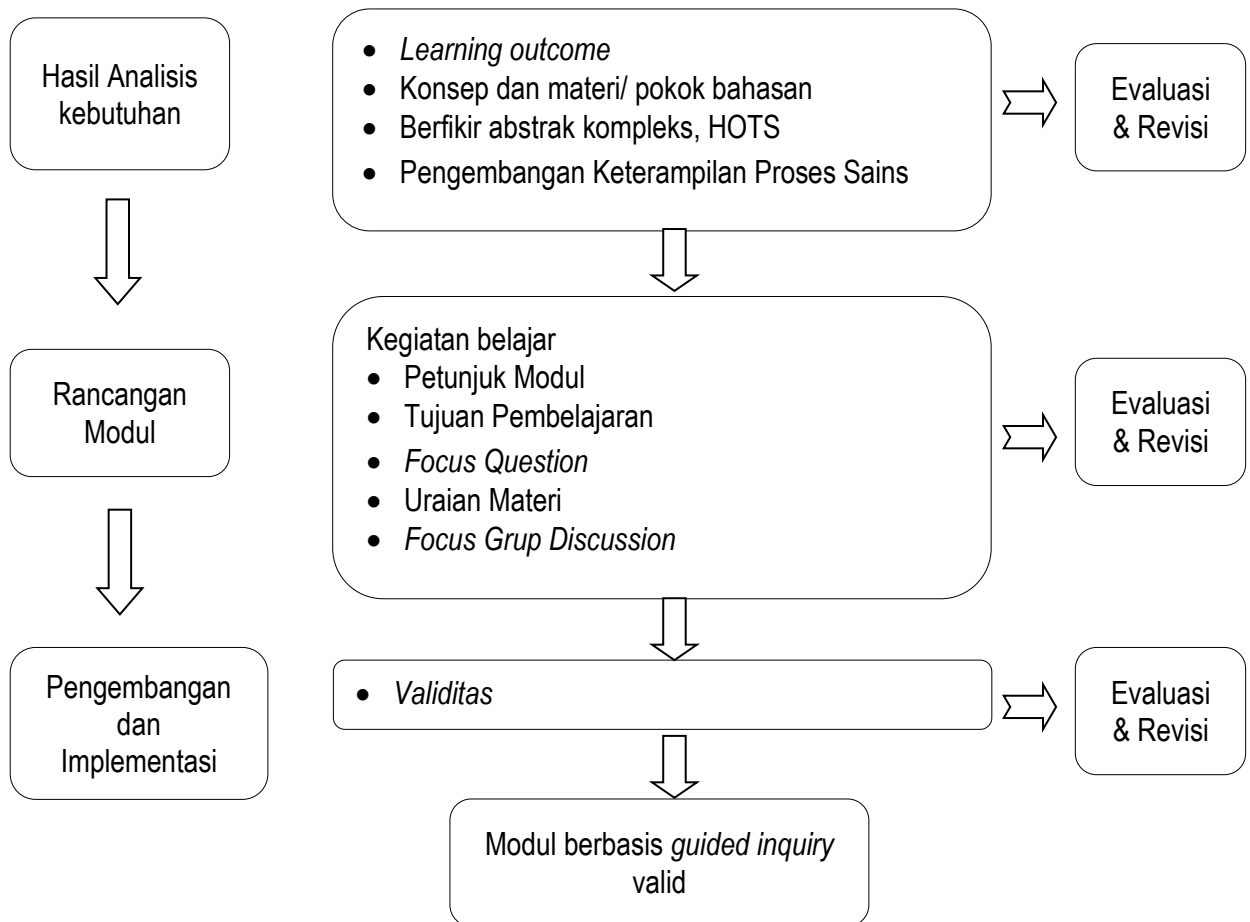 Hasil Analisis
kebutuhan
• Learning outcome
• Konsep dan materi/ pokok bahasan
• Berfikir abstrak kompleks, HOTS
• Pengembangan Keterampilan Proses Sains
Evaluasi
& Revisi
Rancangan
Modul
Kegiatan belajar
• Petunjuk Modul
• Tujuan Pembelajaran
• Focus Question
• Uraian Materi
• Focus Grup Discussion
Evaluasi
& Revisi
Pengembangan
dan
Implementasi
• Validitas
Evaluasi
& Revisi
Modul berbasis guided inquiry
valid